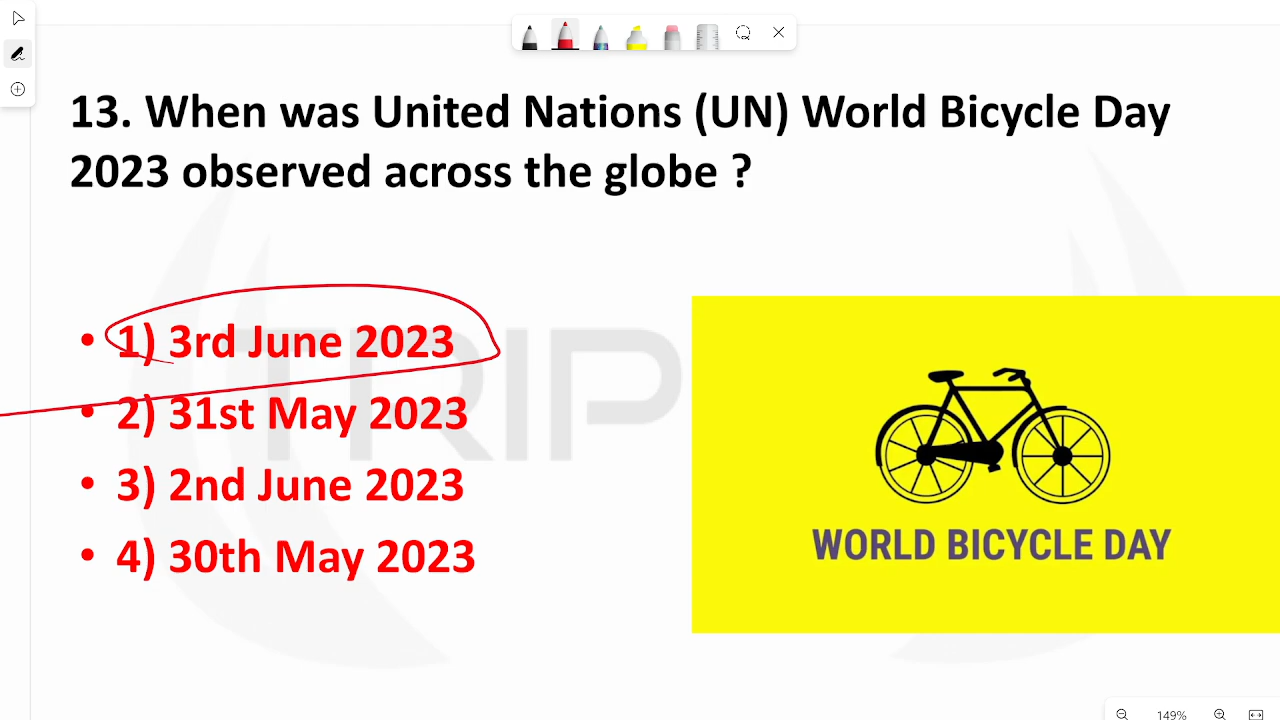 13. When was United Nations (UN) World Bicycle Day
2023 observed across the globe ?
TRIP
• 1) 3rd June 2023
• 2) 31st May 2023
• 3) 2nd June 2023
• 4) 30th May 2023
WORLD BICYCLE DAY
149%